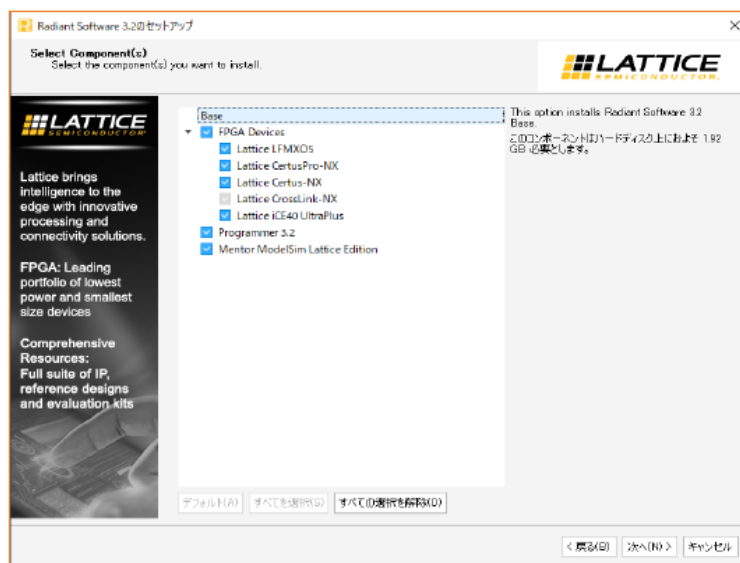 Radiant Software 3.2のセットアップ
Select Component(s)
Select the component(s) you want to install.
LATTICE
SEMICONDUCTOR.
LATTICE
SEMICONDUCTOR
Lattice brings
intelligence to the
edge with innovative
processing and
connectivity solutions.
FPGA: Leading
portfolio of lowest
power and smallest
size devices
Comprehensive
Resources:
Full suite of IP,
reference designs
and evaluation kits
Base
FPGA Devices
Lattice LFMXO5
Lattice CertusPro-NX
Lattice Certus-NX
Lattice CrossLink-NX
Lattice iCE40 UltraPlus
Programmer 3.2
Mentor ModelSim Lattice Edition
This option installs Radiant Software 3.2
Base.
このコンポーネントはハードディスク上におよそ 1.92
GB 必要とします。
デフォルト(A)
すべてを選択(S)
すべての選択を解除(D)
< 戻る(B)
次へ(N) >
キャンセル